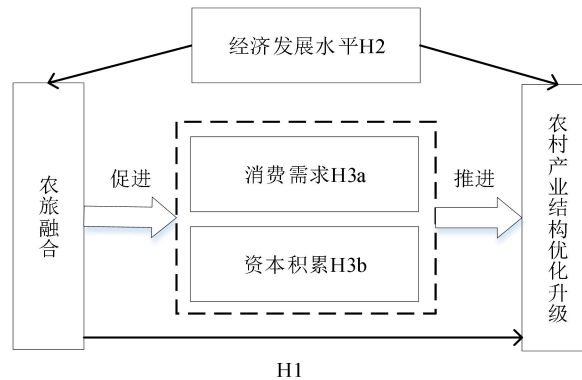 经济发展水平H2
农旅融合
促进
消费需求H3a
资本积累H3b
推进
农村产业结构优化升级
H1